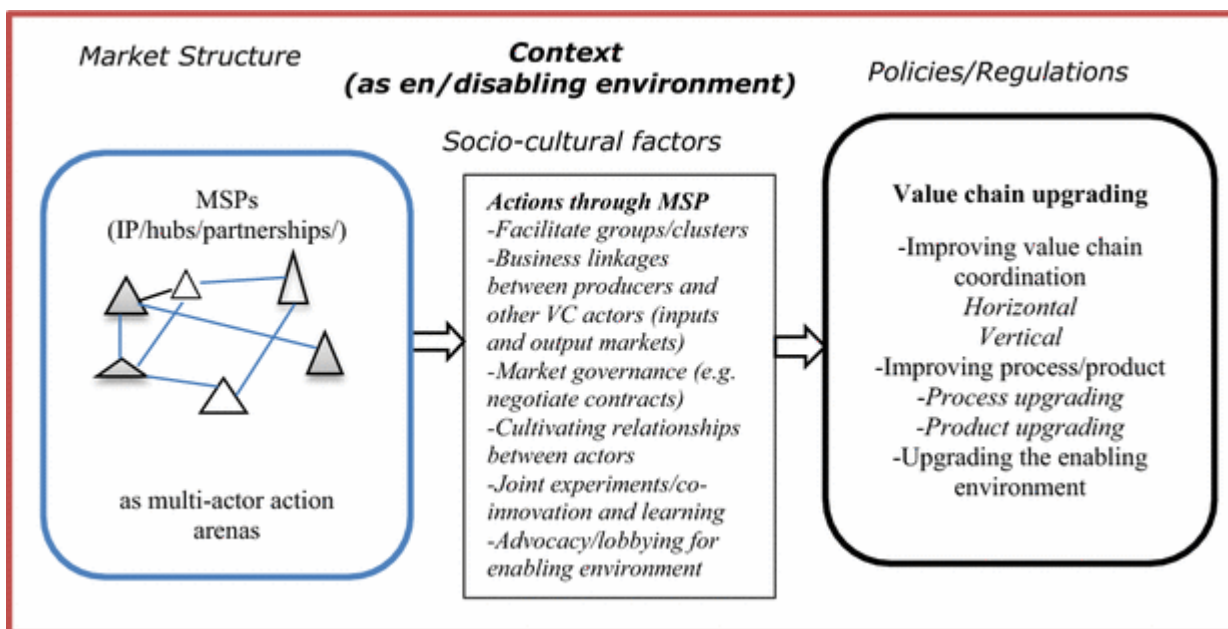 Market Structure
Context
(as en/disabling environment)
Policies/Regulations
Socio-cultural factors
MSPs
(IP/hubs/partnerships/)
as multi-actor action
arenas
Actions through MSP
-Facilitate groups/clusters
-Business linkages
between producers and
other VC actors (inputs
and output markets)
-Market governance (e.g.
negotiate contracts)
-Cultivating relationships
between actors
-Joint experiments/co-
innovation and learning
-Advocacy/lobbying for
enabling environment
Value chain upgrading
-Improving value chain
coordination
Horizontal
Vertical
-Improving process/product
-Process upgrading
-Product upgrading
-Upgrading the enabling
environment